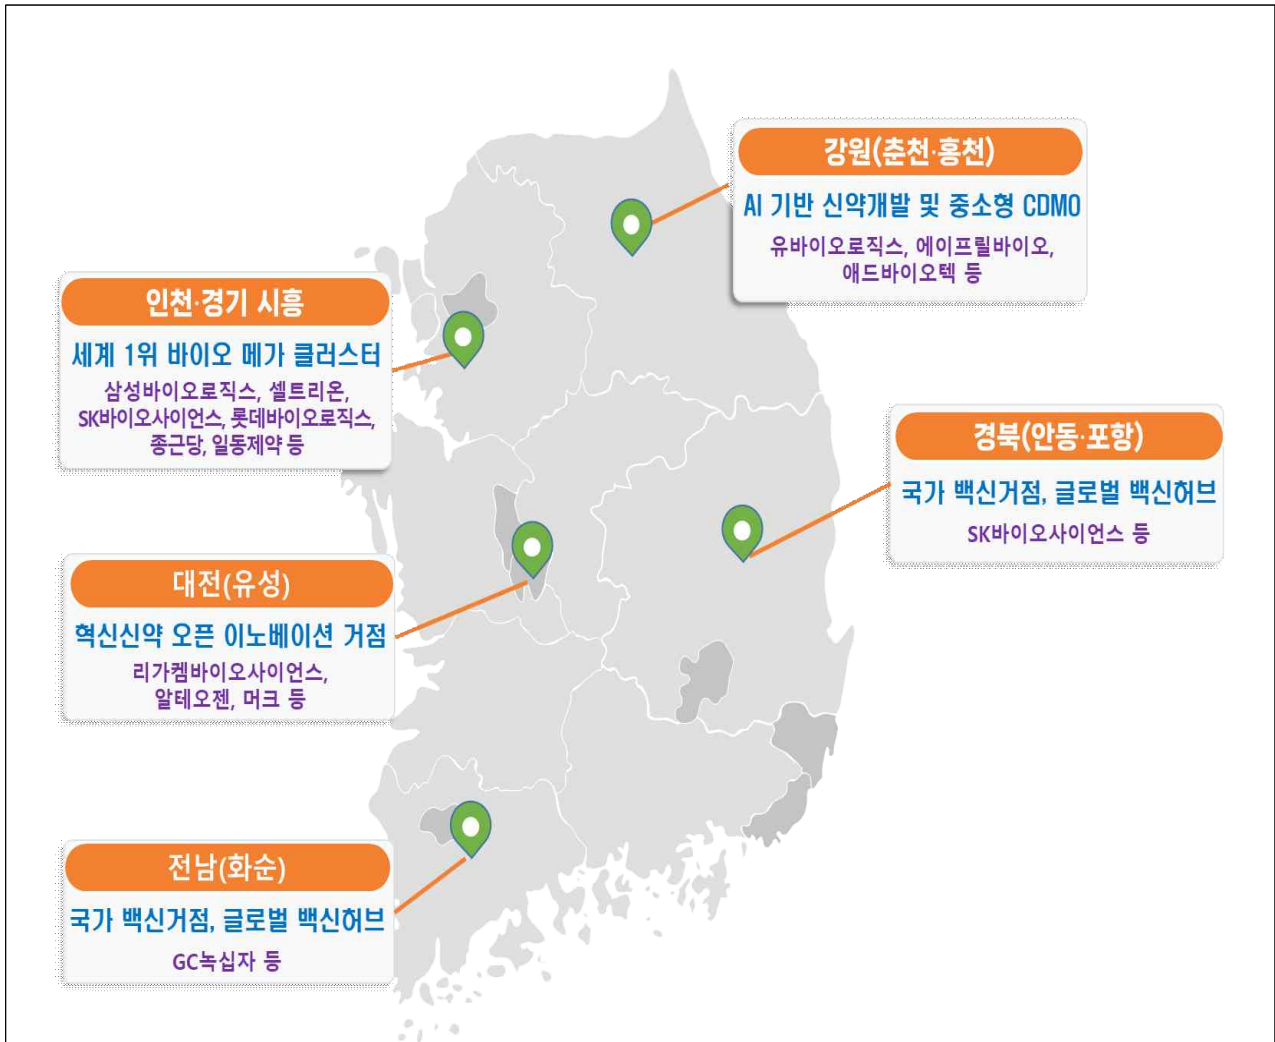 강원(춘천·홍천)
AI 기반 신약개발 및 중소형 CDMO
유바이오로직스, 에이프릴바이오,
애드바이오텍 등
인천·경기 시흥
세계 1위 바이오 메가 클러스터
삼성바이오로직스, 셀트리온,
SK바이오사이언스, 롯데바이오로직스,
종근당, 일동제약 등
경북(안동·포항)
국가 백신거점, 글로벌 백신허브
SK바이오사이언스 등
대전(유성)
혁신신약 오픈 이노베이션 거점
리가켐바이오사이언스,
알테오젠, 머크 등
전남(화순)
국가 백신거점, 글로벌 백신허브
GC녹십자 등